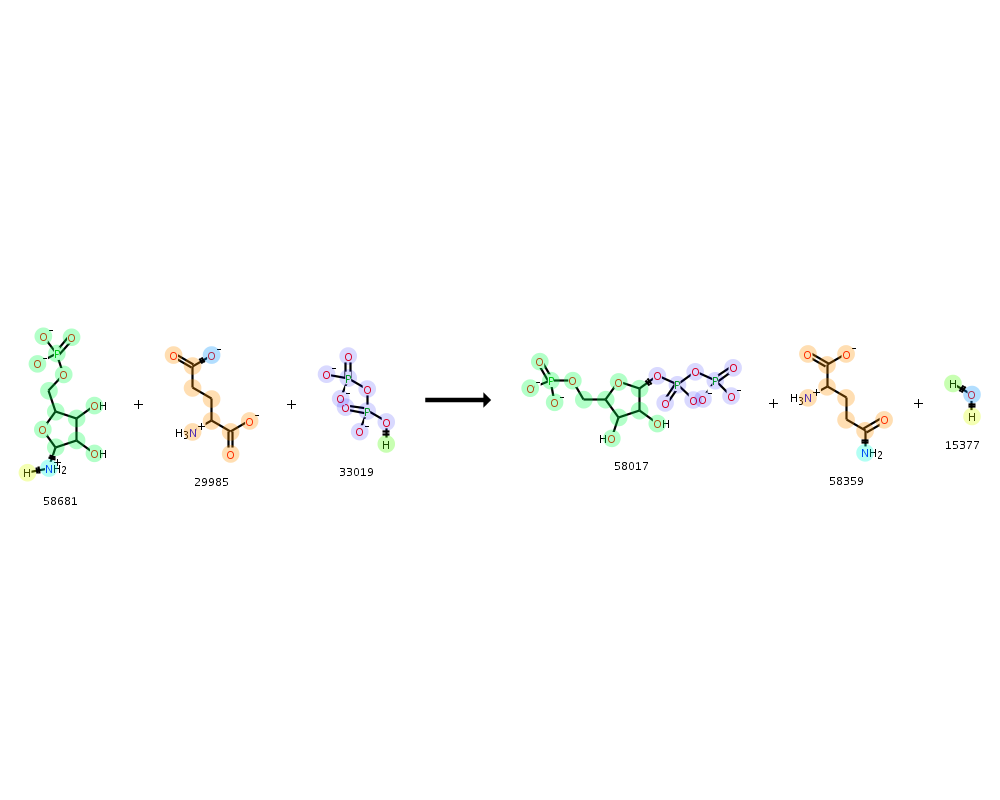 O⁻ O
O⁻ P
O
OH
O
OH
H NH₂⁺
58681
+
O O⁻
O⁻
H₃N⁺
O
29985
+
O
O⁻ P
O⁻ O
O P
O⁻ O
H
33019
O
O⁻ P O
O⁻
O O P O P O
O O⁻ O⁻ O⁻
OH
HO
58017
+
O O⁻
H₃N⁺
O
NH₂
58359
+
H
O
H
15377